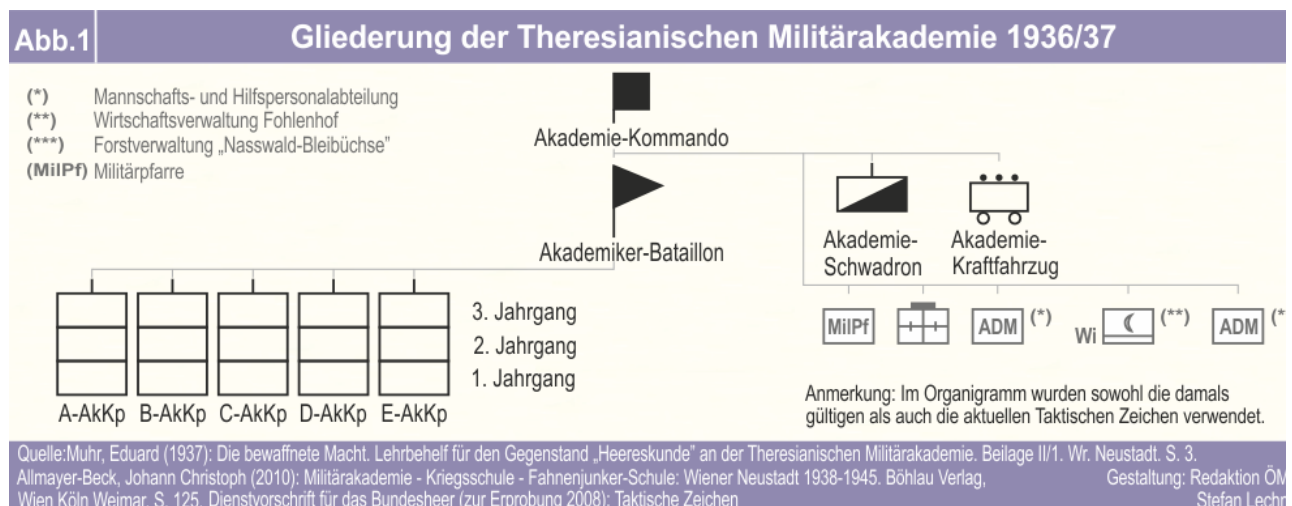 Abb.1
Gliederung der Theresianischen Militärakademie 1936/37
(*) Mannschafts- und Hilfspersonalabteilung
(**) Wirtschaftsverwaltung Fohlenhof
(***) Forstverwaltung „Nasswald-Bleibüchse”
(MilPf) Militärpfarre
Akademie-Kommando
Akademiker-Bataillon
Akademie-
Schwadron
Akademie-
Kraftfahrzug
3. Jahrgang
2. Jahrgang
1. Jahrgang
A-AkKp B-AkKp C-AkKp D-AkKp E-AkKp
MilPf ADM (*) Wi (**) ADM (*
Anmerkung: Im Organigramm wurden sowohl die damals
gültigen als auch die aktuellen Taktischen Zeichen verwendet.
Quelle:Muhr, Eduard (1937): Die bewaffnete Macht. Lehrbehelf für den Gegenstand „Heereskunde” an der Theresianischen Militärakademie. Beilage II/1. Wr. Neustadt. S. 3.
Allmayer-Beck, Johann Christoph (2010): Militärakademie - Kriegsschule - Fahnenjunker-Schule: Wiener Neustadt 1938-1945. Böhlau Verlag,
Wien Köln Weimar. S. 125. Dienstvorschrift für das Bundesheer (zur Erprobung 2008): Taktische Zeichen
Gestaltung: Redaktion ÖM
Stefan Lechn